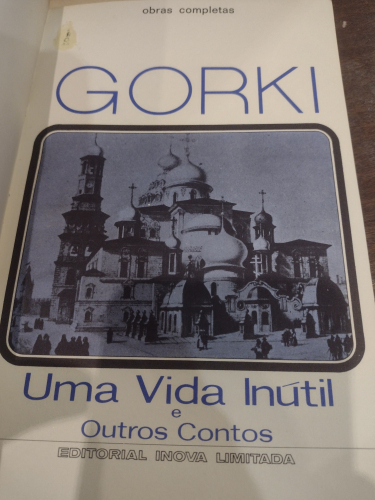 obras completas
GORKI
Uma Vida Inútil
e
Outros Contos
EDITORIAL INOVA LIMITADA